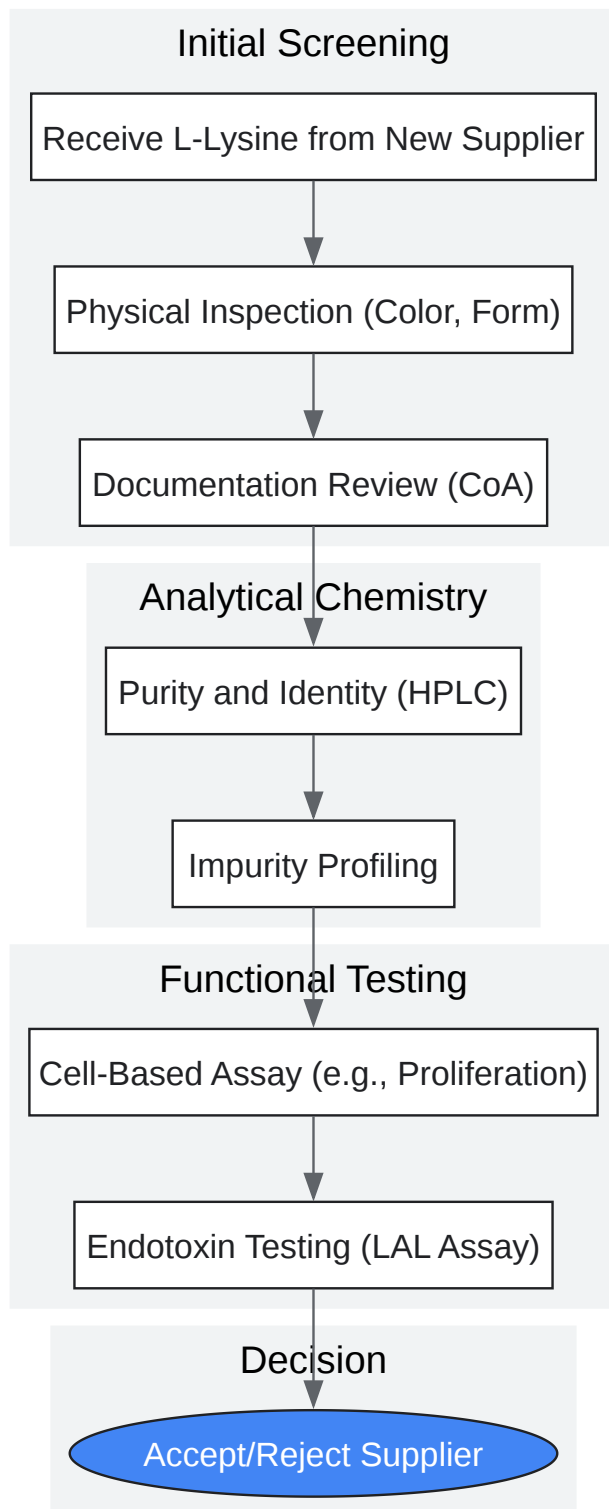 Initial Screening
Receive L-Lysine from New Supplier
Physical Inspection (Color, Form)
Documentation Review (CoA)
Analytical Chemistry
Purity and Identity (HPLC)
Impurity Profiling
Functional Testing
Cell-Based Assay (e.g., Proliferation)
Endotoxin Testing (LAL Assay)
Decision
Accept/Reject Supplier